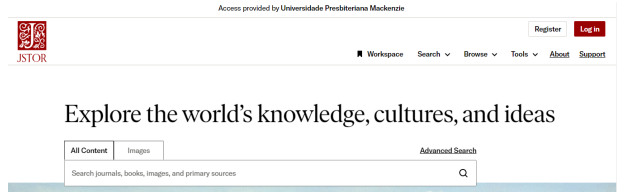 Access provided by Universidade Presbiteriana Mackenzie
Register
Log in
JSTOR
Workspace
Search
Browse
Tools
About
Support
Explore the world's knowledge, cultures, and ideas
All Content
Images
Advanced Search
Search journals, books, images, and primary sources